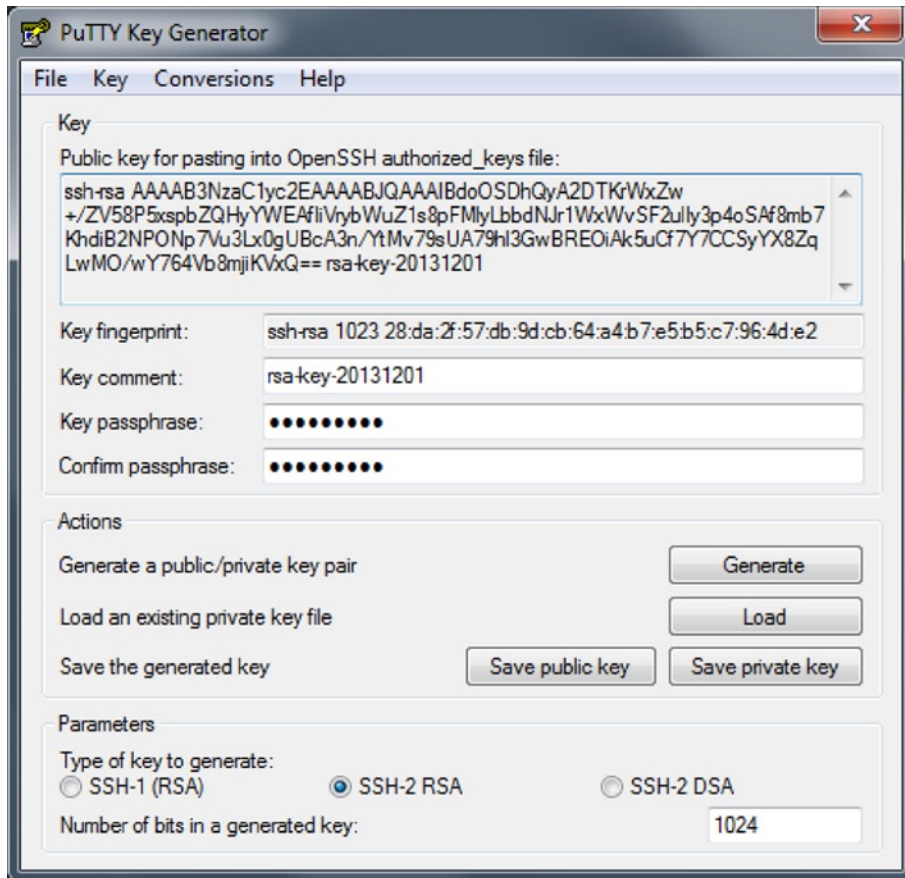 PuTTY Key Generator
File Key Conversions Help
Key
Public key for pasting into OpenSSH authorized_keys file:
ssh-rsa AAAAB3NzaC1yc2EAAAABJQAAAIBdoOSDhQyA2DTKrWxZw
+/ZV58P5xspbZQHyYWEAfliVrybWuZ1s8pFMlyLbbdNJr1WxWvSF2ully3p4oSAf8mb7
KhdiB2NPONp7Vu3Lx0gUBcA3n/YtMv79sUA79hI3GwBREOiAk5uCf7Y7CCSyYX8Zq
LwMO/wY764Vb8mjiKVxQ== rsa-key-20131201
Key fingerprint: ssh-rsa 1023 28:da:2f:57:db:9d:cb:64:a4:b7:e5:b5:c7:96:4d:e2
Key comment: rsa-key-20131201
Key passphrase: ●●●●●●●●●
Confirm passphrase: ●●●●●●●●●
Actions
Generate a public/private key pair Generate
Load an existing private key file Load
Save the generated key Save public key Save private key
Parameters
Type of key to generate:
SSH-1 (RSA) SSH-2 RSA SSH-2 DSA
Number of bits in a generated key: 1024